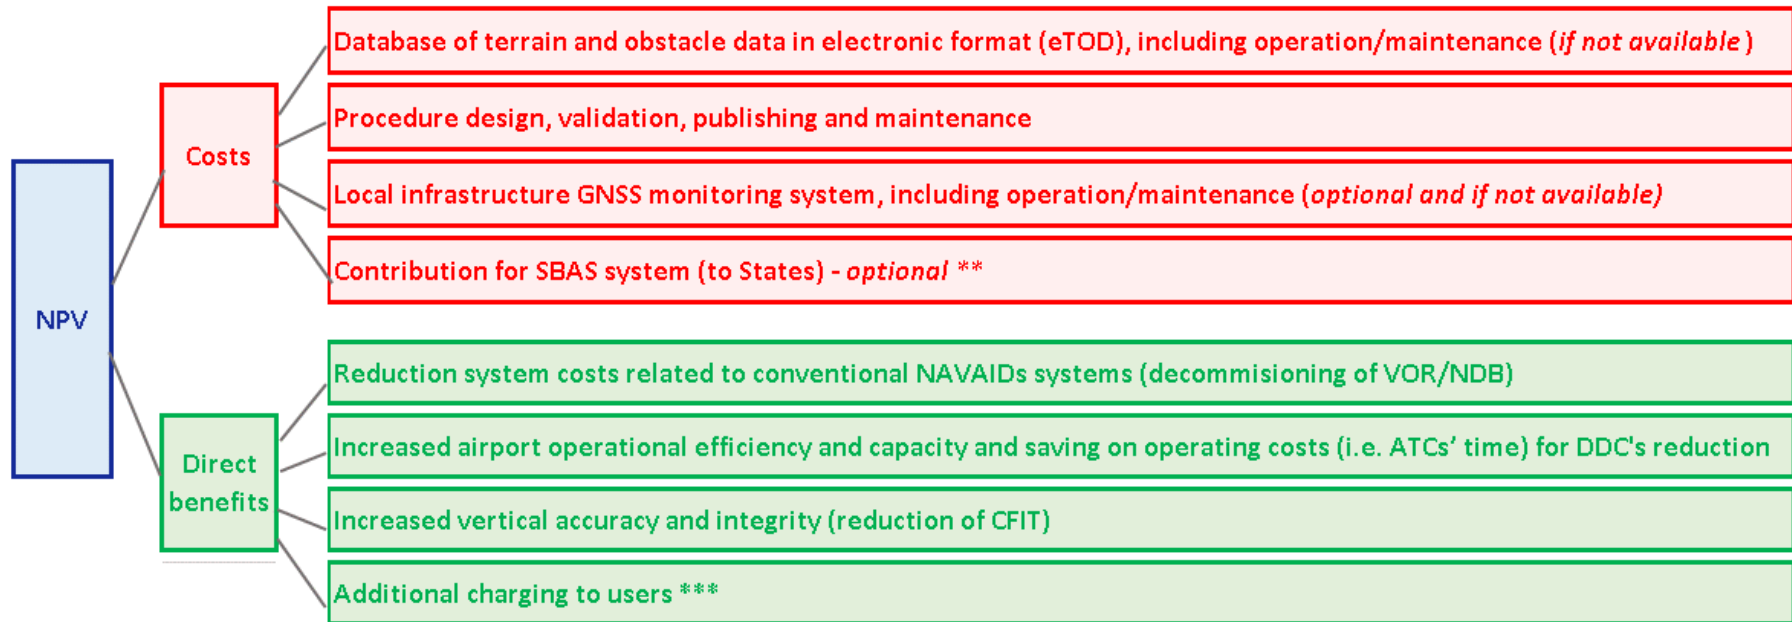 Database of terrain and obstacle data in electronic format (eTOD), including operation/maintenance (if not available )
Procedure design, validation, publishing and maintenance
Costs
Local infrastructure GNSS monitoring system, including operation/maintenance (optional and if not available)
Contribution for SBAS system (to States) - optional **
NPV
Reduction system costs related to conventional NAVAIDs systems (decommisioning of VOR/NDB)
Increased airport operational efficiency and capacity and saving on operating costs (i.e. ATCs’ time) for DDC's reduction
Direct
benefits
Increased vertical accuracy and integrity (reduction of CFIT)
Additional charging to users ***